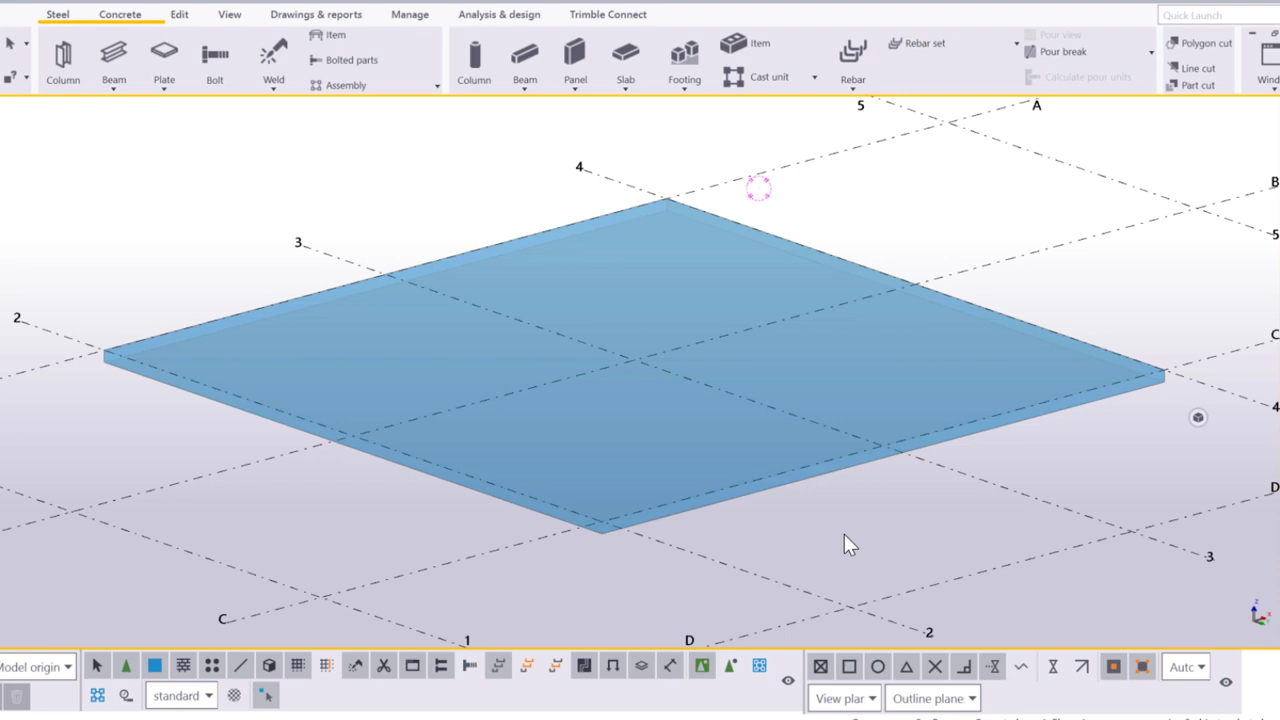 Steel Concrete Edit View Drawings & reports Manage Analysis & design Trimble Connect Quick Launch
Column Beam Plate Bolt Weld
Item
Bolted parts
Assembly
Column Beam Panel Slab Footing
Item
Cast unit
Rebar
Rebar set
Pour view
Pour break
Calculate pour units
Polygon cut
Line cut
Part cut
Wind
5 A
4
B
5
3
2
C
4
D
3
C
2
1 D
Model origin
Autc
standard
View plar
Outline plane: